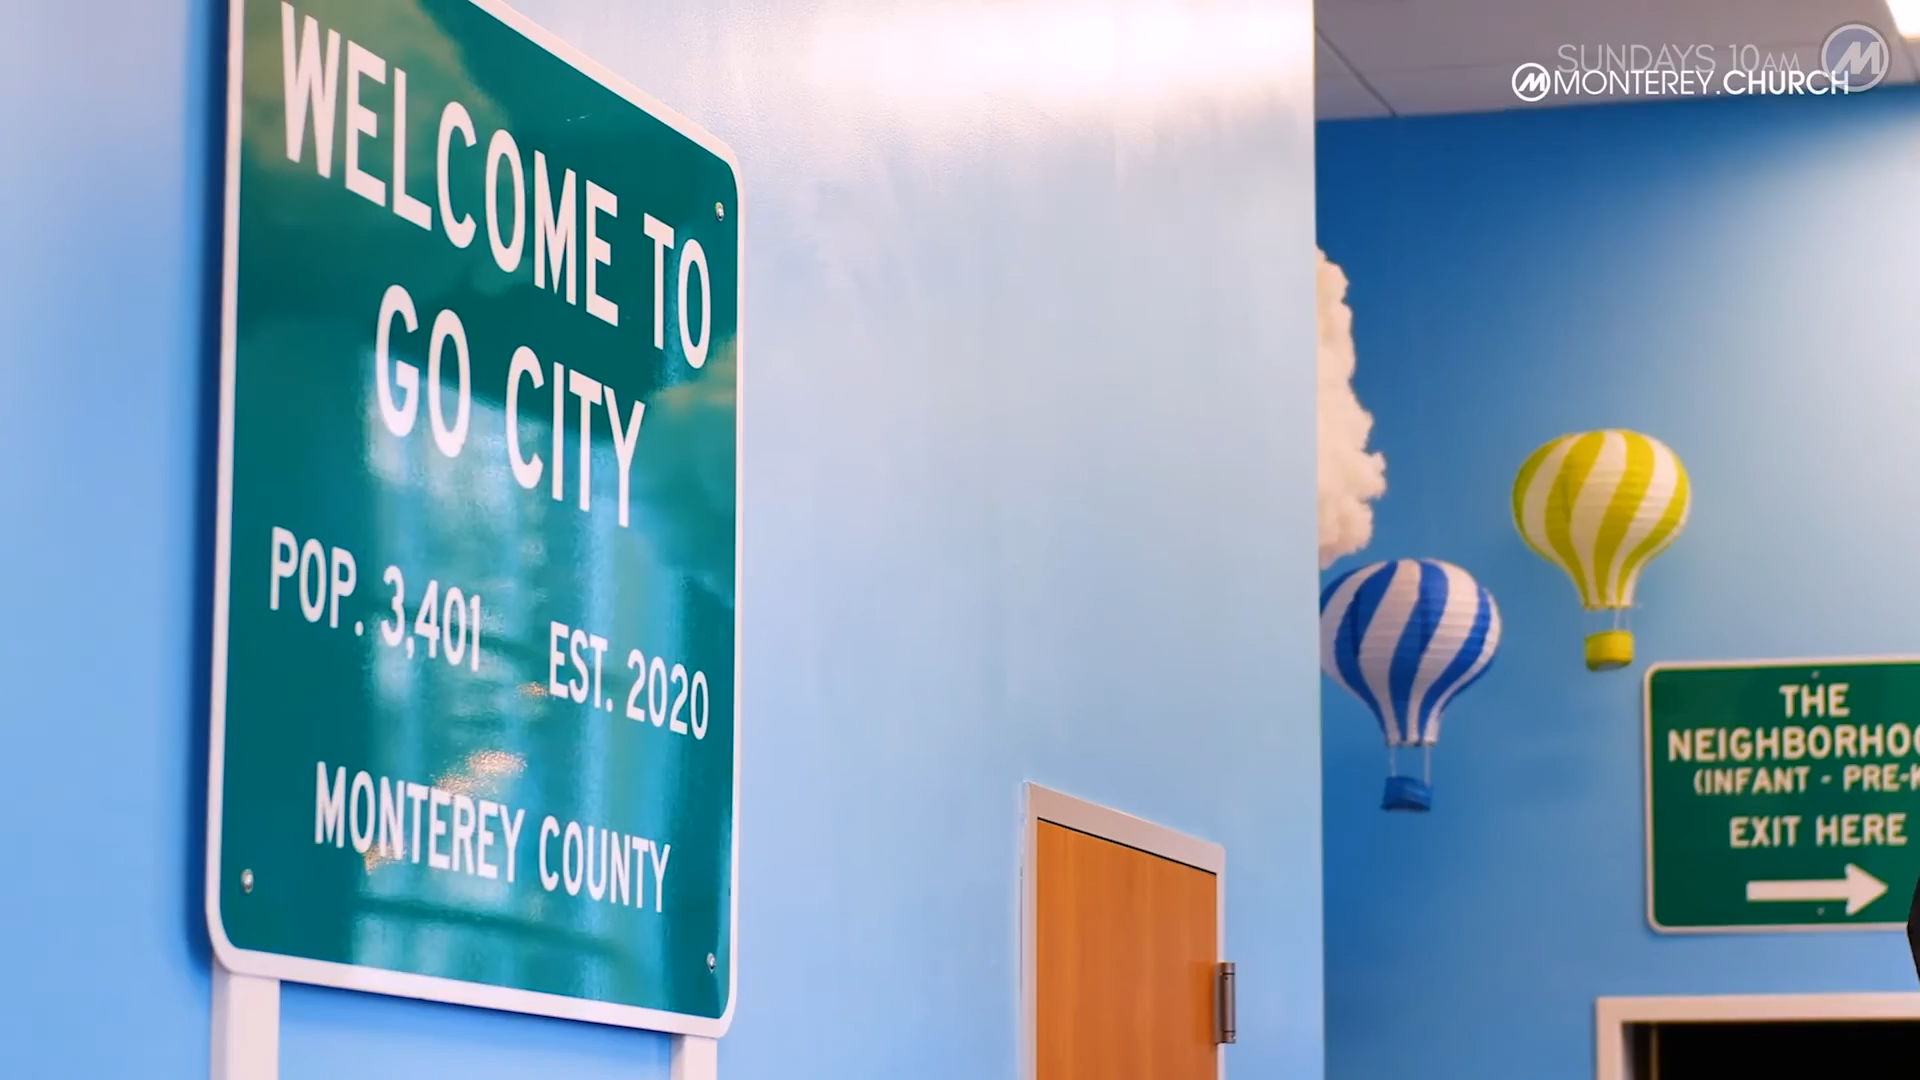 WELCOME TO
GO CITY
POP. 3,401 EST. 2020
MONTEREY COUNTY
SUNDAYS 10AM
MONTEREY.CHURCH
THE
(INFANT -
EXIT HERE